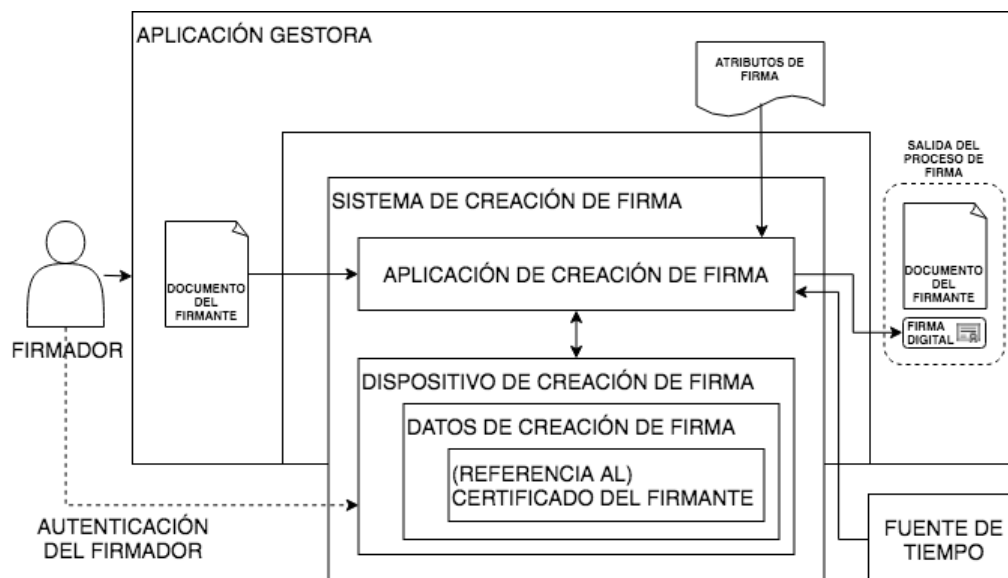 APLICACIÓN GESTORA
ATRIBUTOS DE
FIRMA
SALIDA DEL
PROCESO DE
FIRMA
SISTEMA DE CREACIÓN DE FIRMA
APLICACIÓN DE CREACIÓN DE FIRMA
DOCUMENTO
DEL
FIRMANTE
DOCUMENTO
DEL
FIRMANTE
FIRMA
DIGITAL
FIRMADOR
DISPOSITIVO DE CREACIÓN DE FIRMA
DATOS DE CREACIÓN DE FIRMA
(REFERENCIA AL)
CERTIFICADO DEL FIRMANTE
AUTENTICACIÓN
DEL FIRMADOR
FUENTE DE
TIEMPO